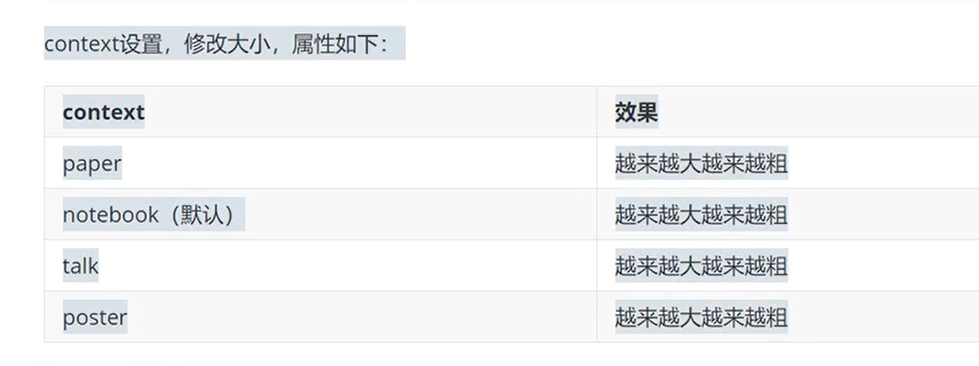 context设置，修改大小，属性如下：
context 效果
paper 越来越大越来越粗
notebook（默认） 越来越大越来越粗
talk 越来越大越来越粗
poster 越来越大越来越粗